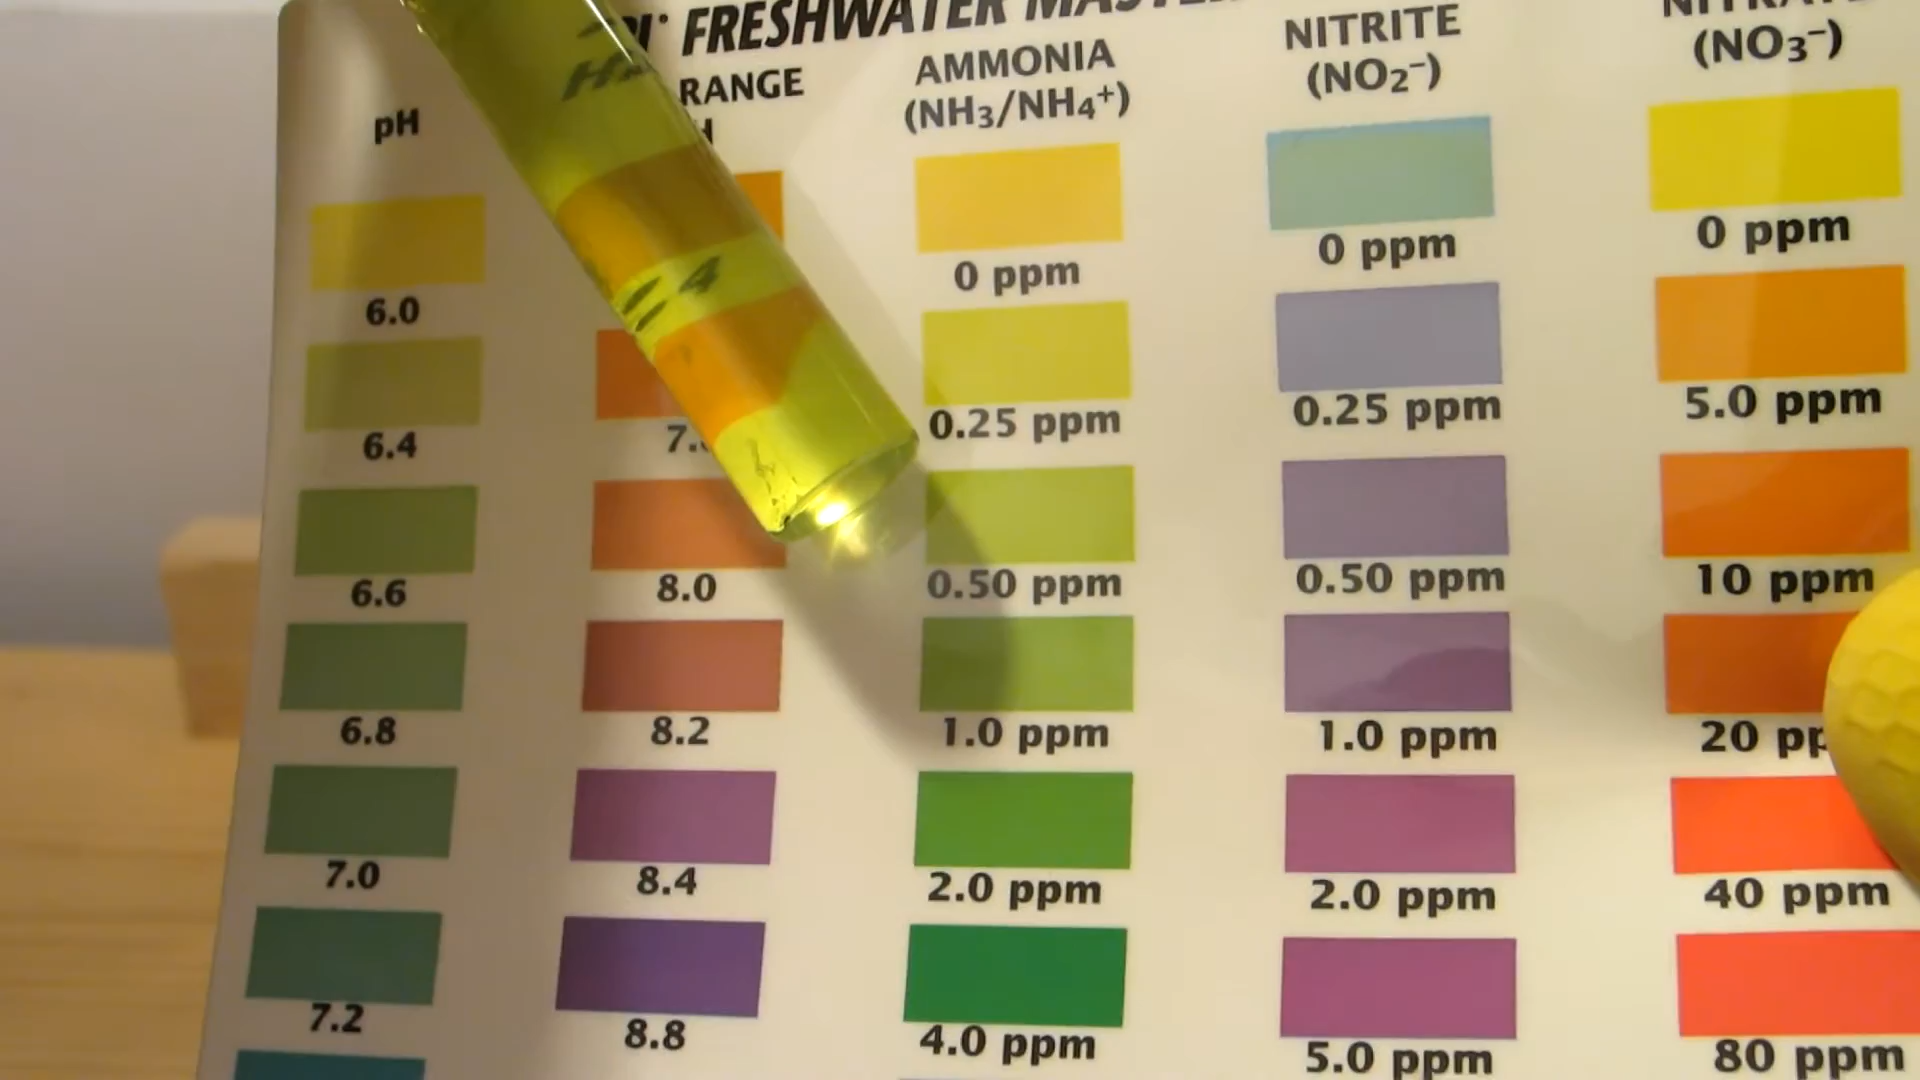 FRESHWATER
pH
RANGE
AMMONIA
(NH3/NH4+)
NITRITE
(NO2−)
(NO3−)
6.0
6.4
6.6
6.8
7.0
7.2
8.0
8.2
8.4
8.8
0 ppm
0.25 ppm
0.50 ppm
1.0 ppm
2.0 ppm
4.0 ppm
0 ppm
0.25 ppm
0.50 ppm
1.0 ppm
2.0 ppm
5.0 ppm
0 ppm
5.0 ppm
10 ppm
20
40 ppm
80 ppm